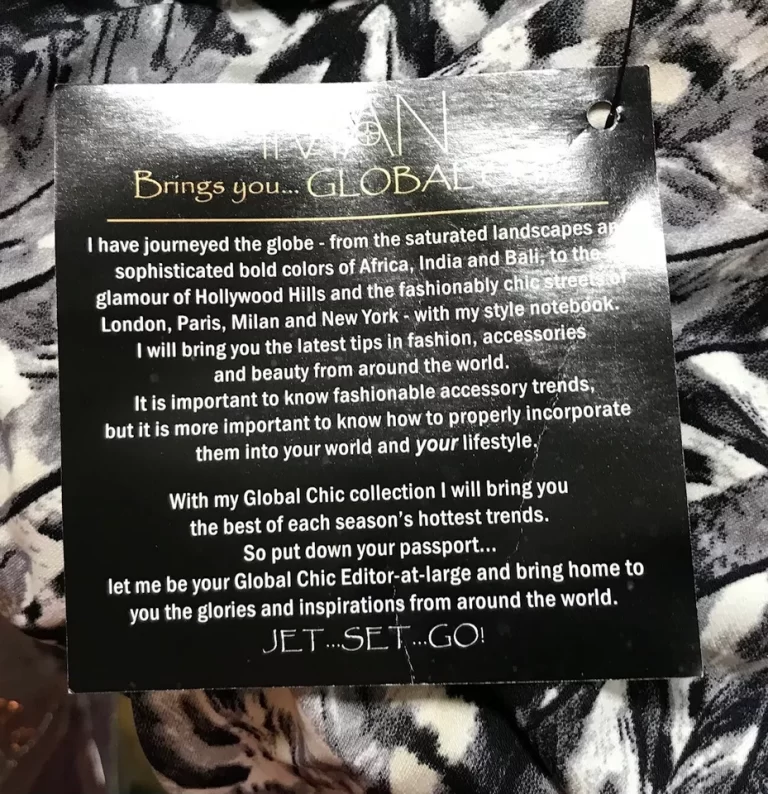 IMAN
Brings you... GLOBAL
I have journeyed the globe - from the saturated landscapes
sophisticated bold colors of Africa, India and Bali, to the
glamour of Hollywood Hills and the fashionably chic streets of
London, Paris, Milan and New York - with my style notebook.
I will bring you the latest tips in fashion, accessories
and beauty from around the world.
It is important to know fashionable accessory trends,
but it is more important to know how to properly incorporate
them into your world and your lifestyle.
With my Global Chic collection I will bring you
the best of each season's hottest trends.
So put down your passport...
let me be your Global Chic Editor-at-large and bring home to
you the glories and inspirations from around the world.
JET...SET...GO!